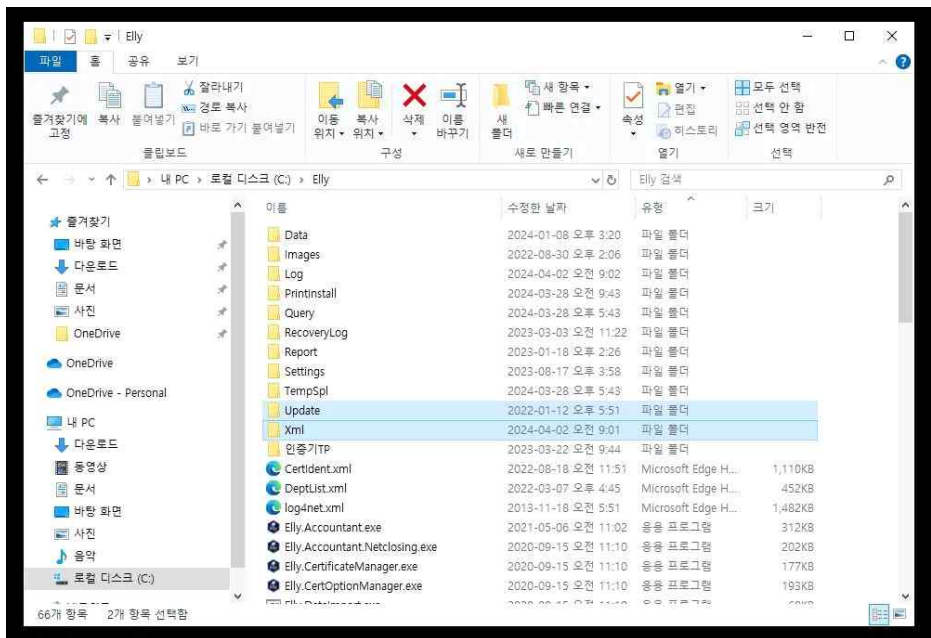 Elly
파일 홈 공유 보기
즐겨찾기에 고정
복사
붙여넣기
잘라내기
경로 복사
바로 가기 붙여넣기
클립보드
이동 위치
복사 위치
삭제
이름 바꾸기
구성
새 폴더
새 항목
빠른 연결
새로 만들기
속성
열기
편집
히스토리
열기
모두 선택
선택 안 함
선택 영역 반전
선택
내 PC > 로컬 디스크 (C:) > Elly
Elly 검색
즐겨찾기
바탕 화면
다운로드
문서
사진
OneDrive
OneDrive
OneDrive - Personal
내 PC
다운로드
동영상
문서
바탕 화면
사진
음악
로컬 디스크 (C:)
이름 수정한 날짜 유형 크기
Data 2024-01-08 오후 3:20 파일 폴더
Images 2022-08-30 오후 2:06 파일 폴더
Log 2024-04-02 오전 9:02 파일 폴더
PrintInstall 2024-03-28 오전 9:43 파일 폴더
Query 2024-03-28 오후 5:43 파일 폴더
RecoveryLog 2023-03-03 오전 11:22 파일 폴더
Report 2023-01-18 오후 2:26 파일 폴더
Settings 2023-08-17 오후 3:58 파일 폴더
TempSpl 2024-03-28 오후 5:43 파일 폴더
Update 2022-01-12 오후 5:51 파일 폴더
Xml 2024-04-02 오전 9:01 파일 폴더
인증기TP 2023-03-22 오전 9:44 파일 폴더
CertIdent.xml 2022-08-18 오전 11:51 Microsoft Edge H... 1,110KB
DeptList.xml 2022-03-07 오후 4:45 Microsoft Edge H... 452KB
log4net.xml 2013-11-18 오전 5:51 Microsoft Edge H... 1,482KB
Elly.Accountant.exe 2021-05-06 오전 11:02 응용 프로그램 312KB
Elly.Accountant.Netclosing.exe 2020-09-15 오전 11:10 응용 프로그램 202KB
Elly.CertificateManager.exe 2020-09-15 오전 11:10 응용 프로그램 177KB
Elly.CertOptionManager.exe 2020-09-15 오전 11:10 응용 프로그램 193KB
66개 항목 2개 항목 선택함